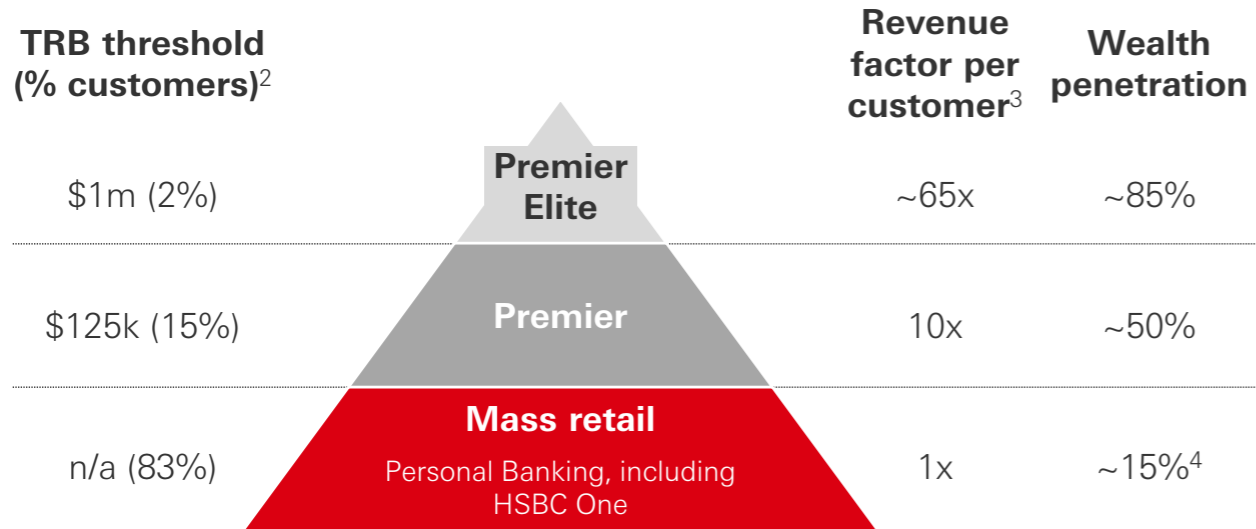 TRB threshold
(% customers)2
Revenue
factor per
customer3
Wealth
penetration
$1m (2%)
Premier
Elite
~65x
~85%
$125k (15%)
Premier
10x
~50%
n/a (83%)
Mass retail
Personal Banking, including
HSBC One
1x
~15%4